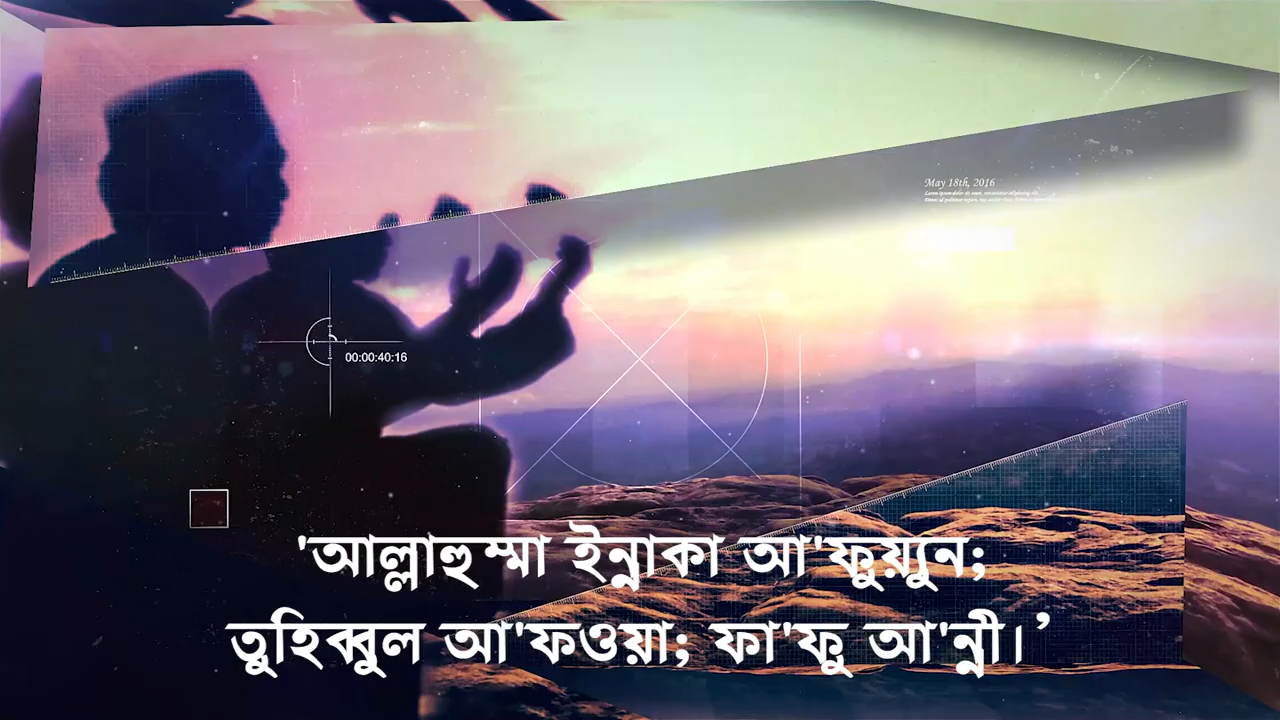 May 18th, 2016
00:00:40:16
'আল্লাহুম্মা ইন্নাকা আ'ফুয়্যুন;
তুহিব্বুল আ'ফওয়া; ফা'ফু আ'ন্নী।’